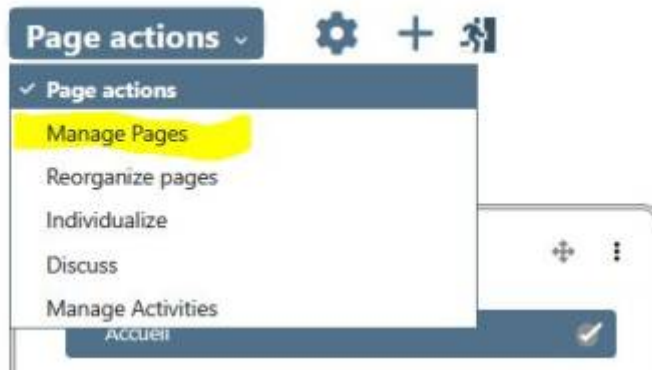 Page actions
Page actions
Manage Pages
Reorganize pages
Individualize
Discuss
Manage Activities
Accueil